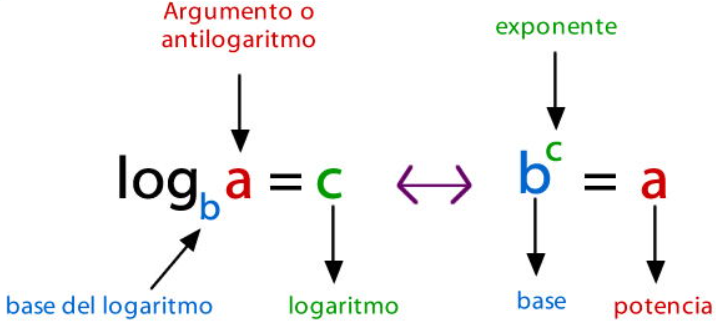 Argumento o
antilogaritmo
exponente
log_b a = c ↔ b^c = a
base del logaritmo
logaritmo
base
potencia